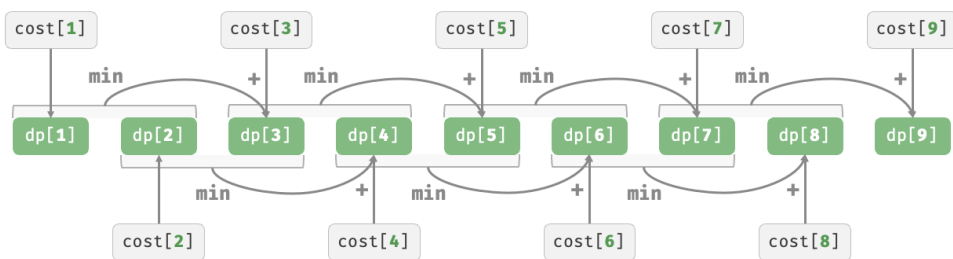 cost[1] cost[3] cost[5] cost[7] cost[9]
min + min + min + min +
dp[1] dp[2] dp[3] dp[4] dp[5] dp[6] dp[7] dp[8] dp[9]
min + min + min +
cost[2] cost[4] cost[6] cost[8]